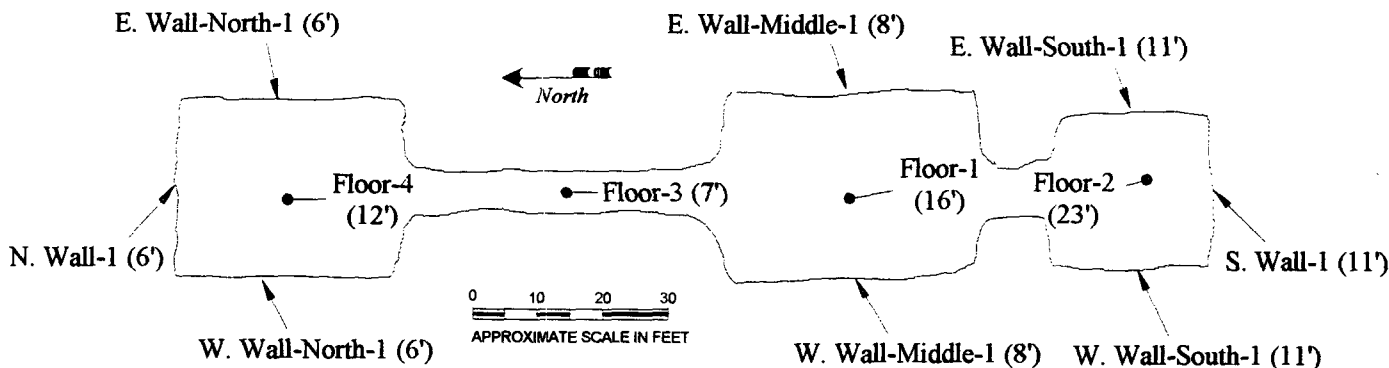 E. Wall-North-1 (6')
E. Wall-Middle-1 (8')
E. Wall-South-1 (11')
North
Floor-4
(12')
Floor-3 (7')
Floor-1
(16')
Floor-2
(23')
N. Wall-1 (6')
S. Wall-1 (11')
0 10 20 30
APPROXIMATE SCALE IN FEET
W. Wall-North-1 (6')
W. Wall-Middle-1 (8')
W. Wall-South-1 (11')